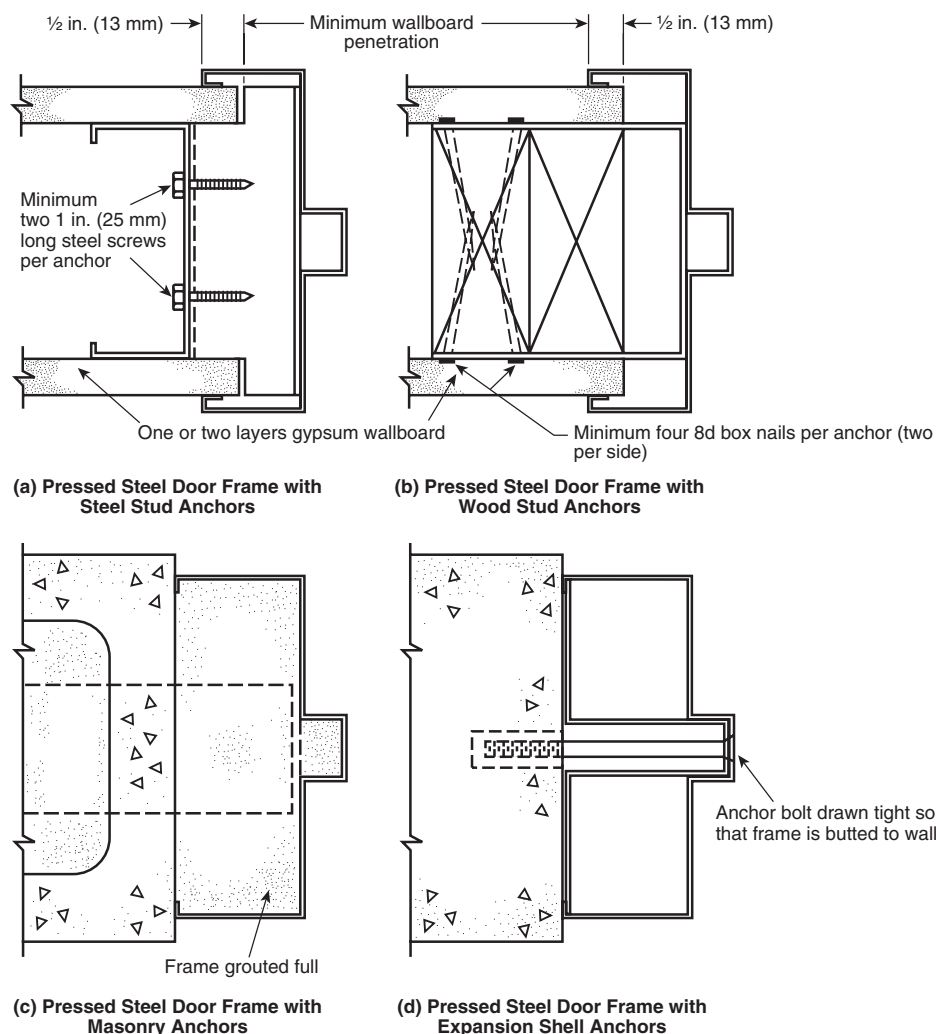 ½ in. (13 mm)
Minimum wallboard
penetration
½ in. (13 mm)
Minimum
two 1 in. (25 mm)
long steel screws
per anchor
One or two layers gypsum wallboard
Minimum four 8d box nails per anchor (two
per side)
(a) Pressed Steel Door Frame with
Steel Stud Anchors
(b) Pressed Steel Door Frame with
Wood Stud Anchors
Anchor bolt drawn tight so
that frame is butted to wall
Frame grouted full
(c) Pressed Steel Door Frame with
Masonry Anchors
(d) Pressed Steel Door Frame with
Expansion Shell Anchors